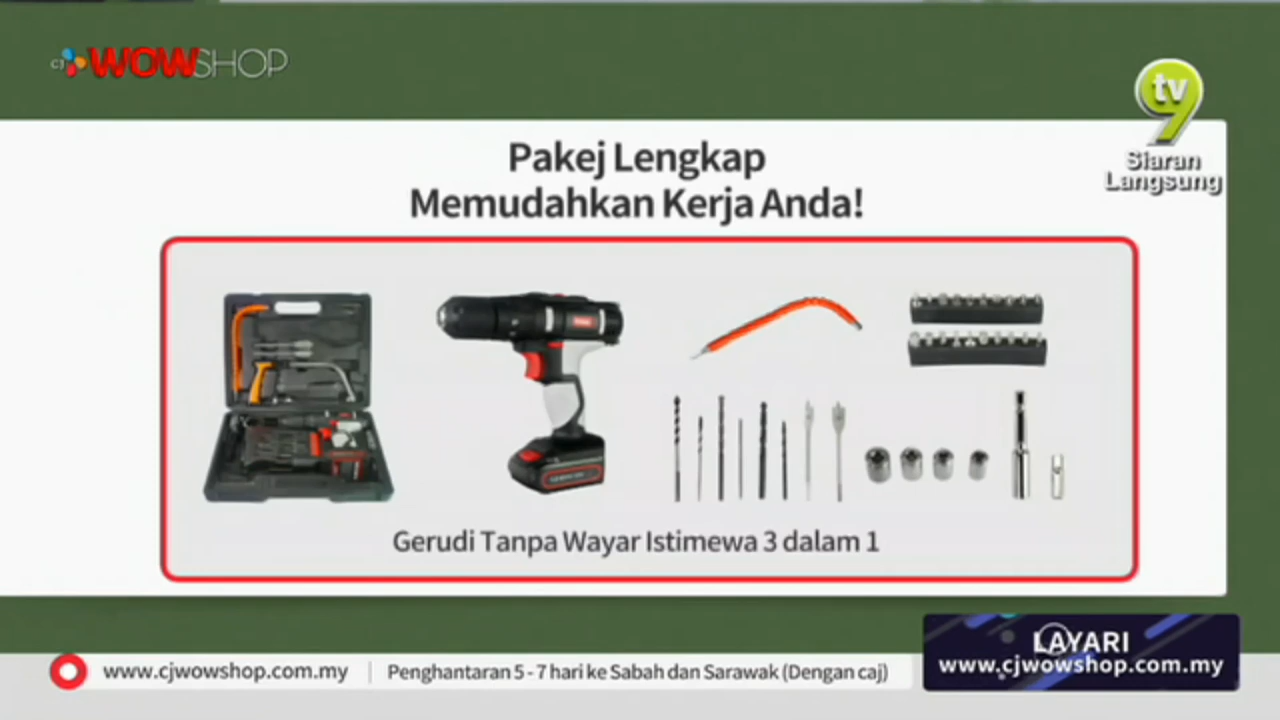 CJ WOWSHOP
tv9
Siaran
Langsung
Pakej Lengkap
Memudahkan Kerja Anda!
Gerudi Tanpa Wayar Istimewa 3 dalam 1
www.cjwowshop.com.my | Penghantaran 5 - 7 hari ke Sabah dan Sarawak (Dengan caj)
LAYARI
www.cjwowshop.com.my